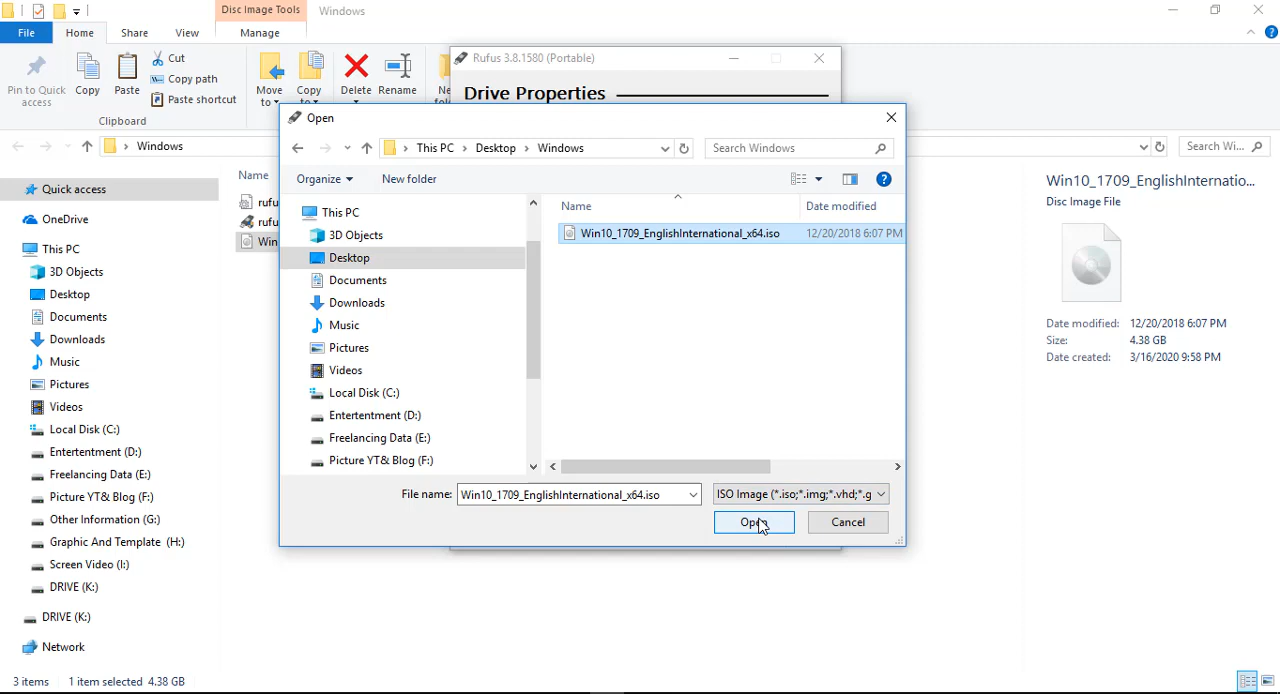 Disc Image Tools
Windows
File
Home
Share
View
Manage
Pin to Quick
access
Copy
Paste
Cut
Copy path
Paste shortcut
Clipboard
Move
to
Copy
to
Delete
Rename
Rufus 3.8.1580 (Portable)
Drive Properties
Windows
Search Wi...
Open
This PC
Desktop
Windows
Search Windows
Organize
New folder
This PC
3D Objects
Desktop
Documents
Downloads
Music
Pictures
Videos
Local Disk (C:)
Entertentment (D:)
Freelancing Data (E:)
Picture YT& Blog (F:)
Name
Date modified
Win10_1709_EnglishInternational_x64.iso
12/20/2018 6:07 PM
File name:
Win10_1709_EnglishInternational_x64.iso
ISO Image (*.iso;*.img;*.vhd;*.g
Open
Cancel
Quick access
OneDrive
This PC
3D Objects
Desktop
Documents
Downloads
Music
Pictures
Videos
Local Disk (C:)
Entertentment (D:)
Freelancing Data (E:)
Picture YT& Blog (F:)
Other Information (G:)
Graphic And Template (H:)
Screen Video (I:)
DRIVE (K:)
DRIVE (K:)
Network
Name
rufu
rufu
Win
Win10_1709_EnglishInternatio...
Disc Image File
Date modified: 12/20/2018 6:07 PM
Size: 4.38 GB
Date created: 3/16/2020 9:58 PM
3 items
1 item selected 4.38 GB